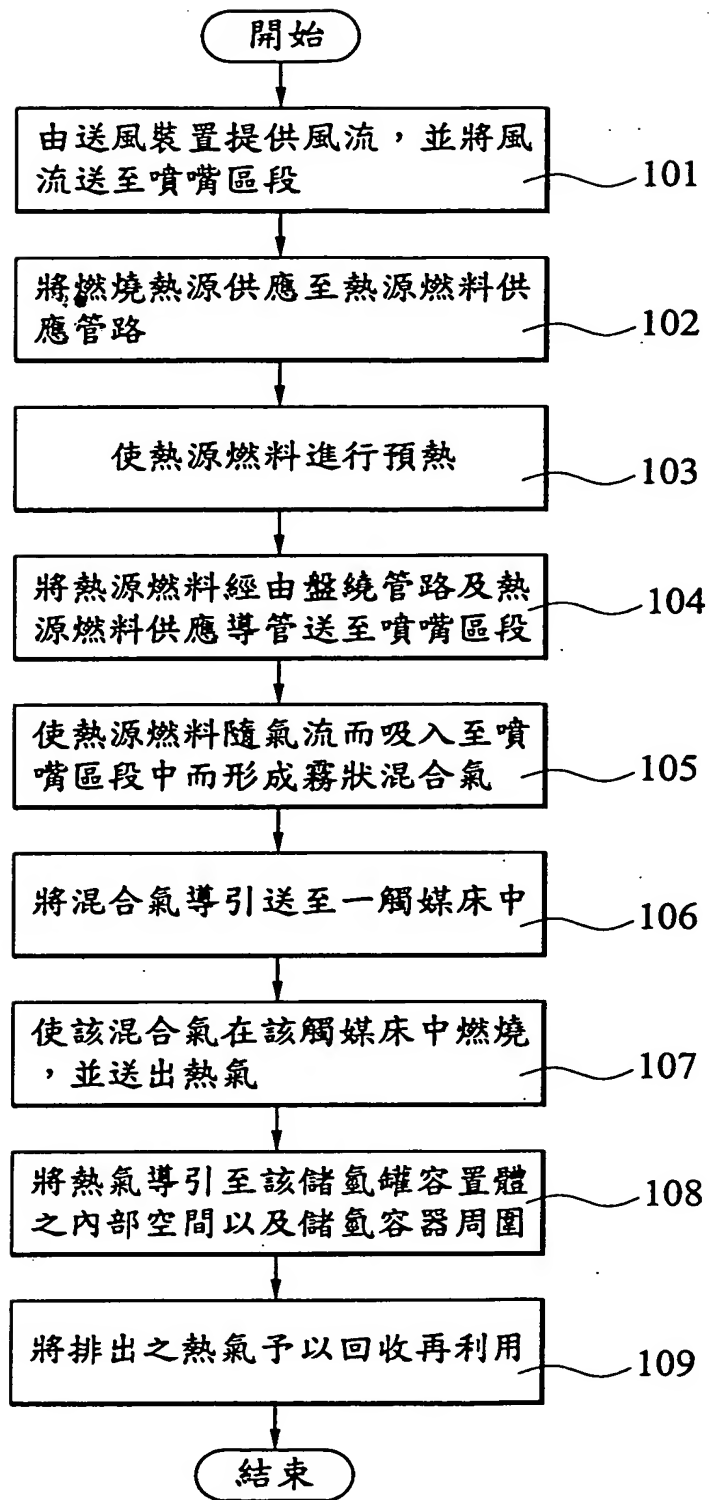 開始
由送風裝置提供風流，並將風
流送至噴嘴區段
101
將燃燒熱源供應至熱源燃料供
應管路
102
使熱源燃料進行預熱
103
將熱源燃料經由盤繞管路及熱
源燃料供應導管送至噴嘴區段
104
使熱源燃料隨氣流而吸入至噴
嘴區段中而形成霧狀混合氣
105
將混合氣導引送至一觸媒床中
106
使該混合氣在該觸媒床中燃燒
，並送出熱氣
107
將熱氣導引至該儲氫罐容置體
之內部空間以及儲氫容器周圍
108
將排出之熱氣予以回收再利用
109
結束